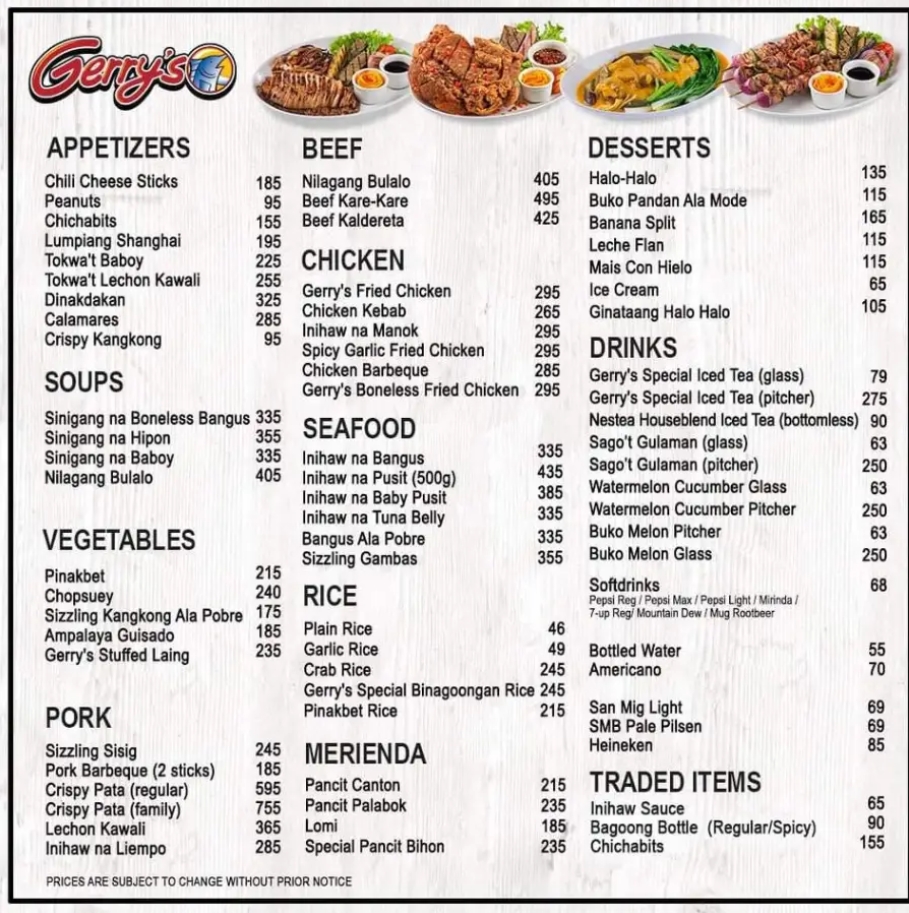 Gerry's
APPETIZERS
Chili Cheese Sticks 185
Peanuts 95
Chichabits 155
Lumpiang Shanghai 195
Tokwa't Baboy 225
Tokwa't Lechon Kawali 255
Dinakdakan 325
Calamares 285
Crispy Kangkong 95
SOUPS
Sinigang na Boneless Bangus 335
Sinigang na Hipon 355
Sinigang na Baboy 335
Nilagang Bulalo 405
VEGETABLES
Pinakbet 215
Chopsuey 240
Sizzling Kangkong Ala Pobre 175
Ampalaya Guisado 185
Gerry's Stuffed Laing 235
PORK
Sizzling Sisig 245
Pork Barbeque (2 sticks) 185
Crispy Pata (regular) 595
Crispy Pata (family) 755
Lechon Kawali 365
Inihaw na Liempo 285
PRICES ARE SUBJECT TO CHANGE WITHOUT PRIOR NOTICE
BEEF
Nilagang Bulalo 405
Beef Kare-Kare 495
Beef Kaldereta 425
CHICKEN
Gerry's Fried Chicken 295
Chicken Kebab 265
Inihaw na Manok 295
Spicy Garlic Fried Chicken 295
Chicken Barbeque 285
Gerry's Boneless Fried Chicken 295
SEAFOOD
Inihaw na Bangus 335
Inihaw na Pusit (500g) 435
Inihaw na Baby Pusit 385
Inihaw na Tuna Belly 335
Bangus Ala Pobre 335
Sizzling Gambas 355
RICE
Plain Rice 46
Garlic Rice 49
Crab Rice 245
Gerry's Special Binagoongan Rice 245
Pinakbet Rice 215
MERIENDA
Pancit Canton 215
Pancit Palabok 235
Lomi 185
Special Pancit Bihon 235
DESSERTS
Halo-Halo 135
Buko Pandan Ala Mode 115
Banana Split 165
Leche Flan 115
Mais Con Hielo 115
Ice Cream 65
Ginataang Halo Halo 105
DRINKS
Gerry's Special Iced Tea (glass) 79
Gerry's Special Iced Tea (pitcher) 275
Nestea Houseblend Iced Tea (bottomless) 90
Sago't Gulaman (glass) 63
Sago't Gulaman (pitcher) 250
Watermelon Cucumber Glass 63
Watermelon Cucumber Pitcher 250
Buko Melon Pitcher 63
Buko Melon Glass 250
Softdrinks 68
Pepsi Reg / Pepsi Max / Pepsi Light / Mirinda /
7-up Reg/ Mountain Dew / Mug Rootbeer
Bottled Water 55
Americano 70
San Mig Light 69
SMB Pale Pilsen 69
Heineken 85
TRADED ITEMS
Inihaw Sauce 65
Bagoong Bottle (Regular/Spicy) 90
Chichabits 155